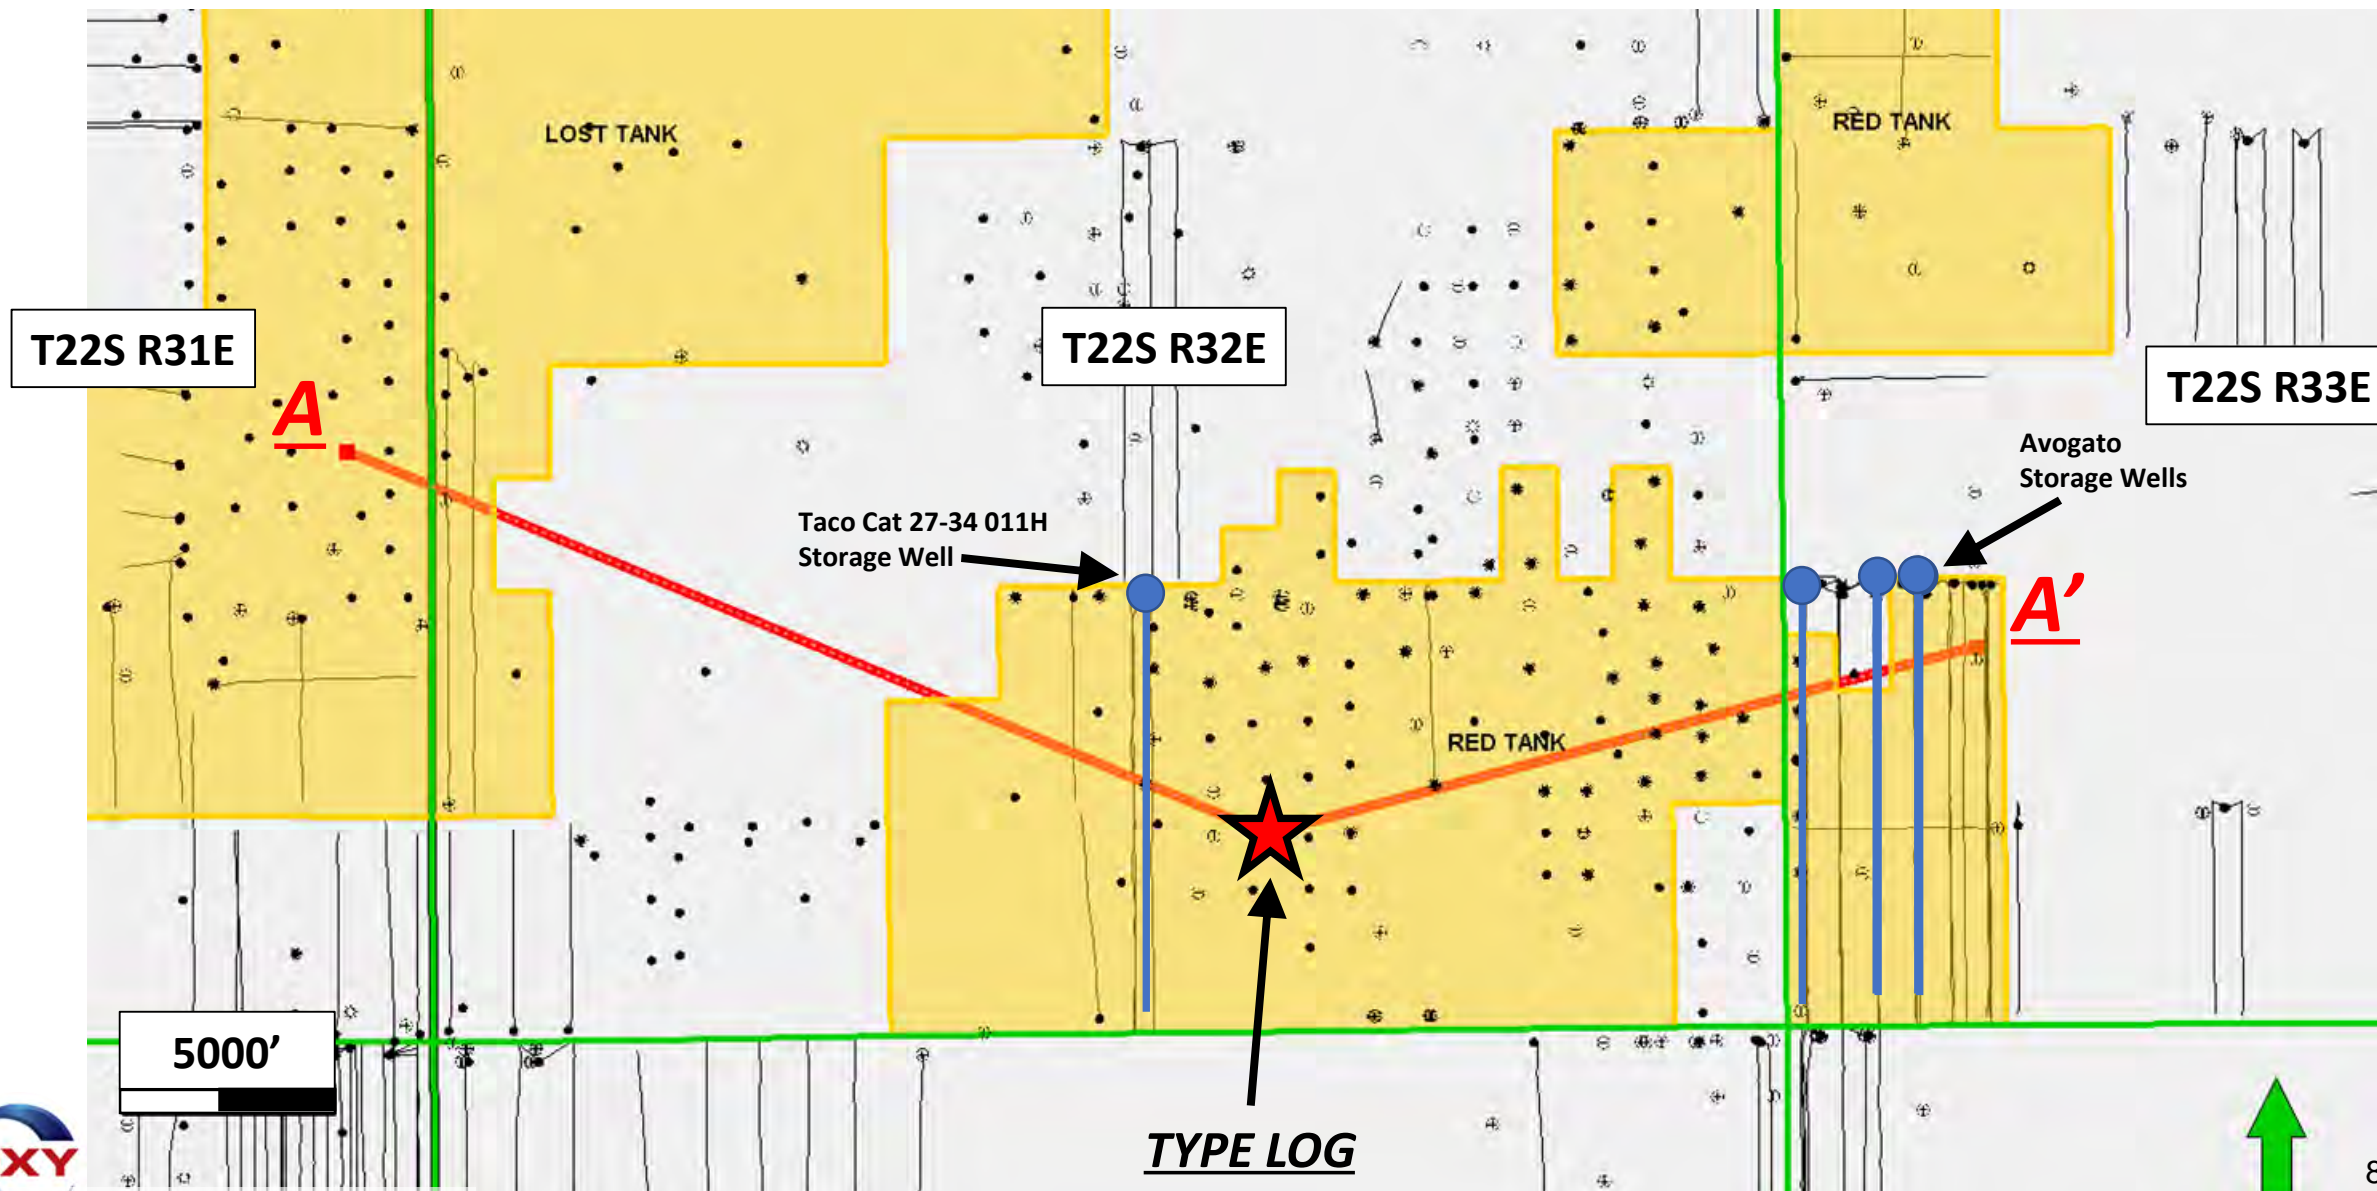 LOST TANK
RED TANK
T22S R31E
T22S R32E
T22S R33E
A
Avogato
Storage Wells
Taco Cat 27-34 011H
Storage Well
A’
RED TANK
5000’
TYPE LOG
XY
8